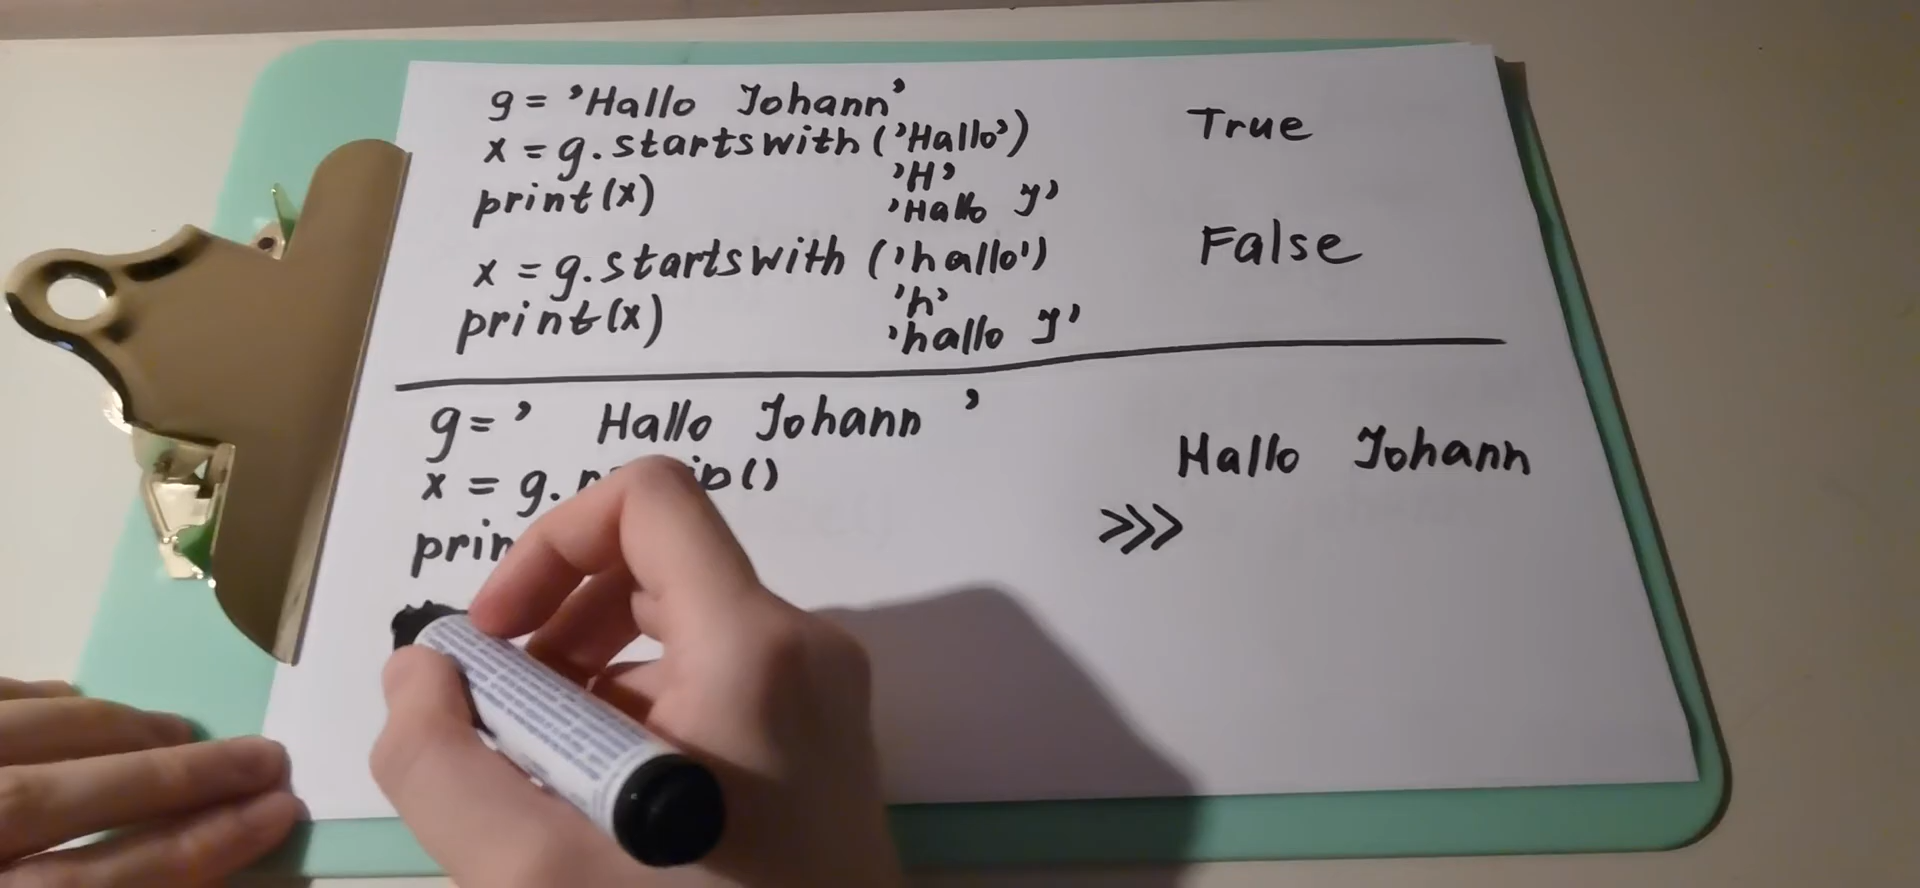 g = 'Hallo Johann'
x = g.startswith('Hallo')
'H'
print(x)
'Hallo J'
True
x = g.startswith('hallo')
'h'
print(x)
'hallo J'
False
g = ' Hallo Johann '
x = g.
prin
Hallo Johann
>>>